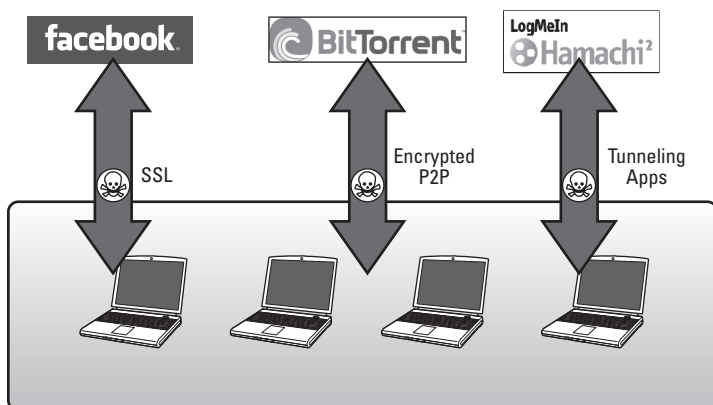 facebook.
BitTorrent
LogMeIn
Hamachi²
SSL
Encrypted
P2P
Tunneling
Apps